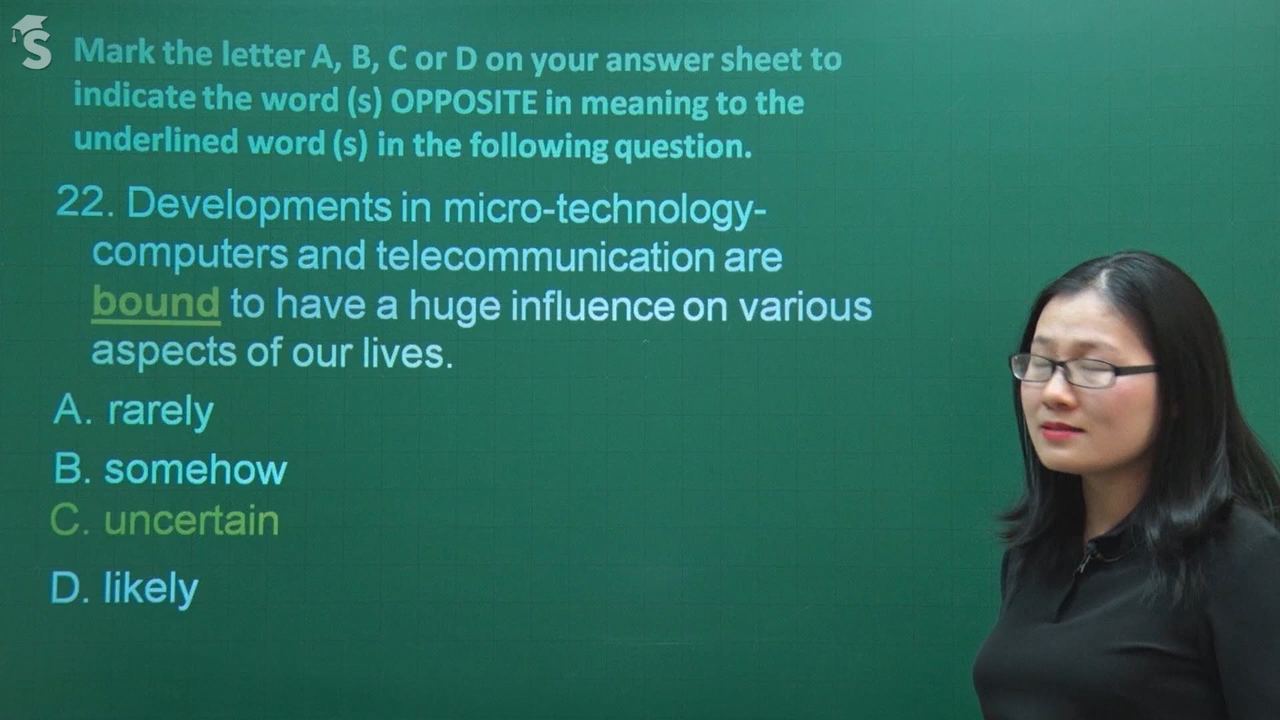 S
Mark the letter A, B, C or D on your answer sheet to
indicate the word (s) OPPOSITE in meaning to the
underlined word (s) in the following question.
22. Developments in micro-technology-
computers and telecommunication are
bound to have a huge influence on various
aspects of our lives.
A. rarely
B. somehow
C. uncertain
D. likely